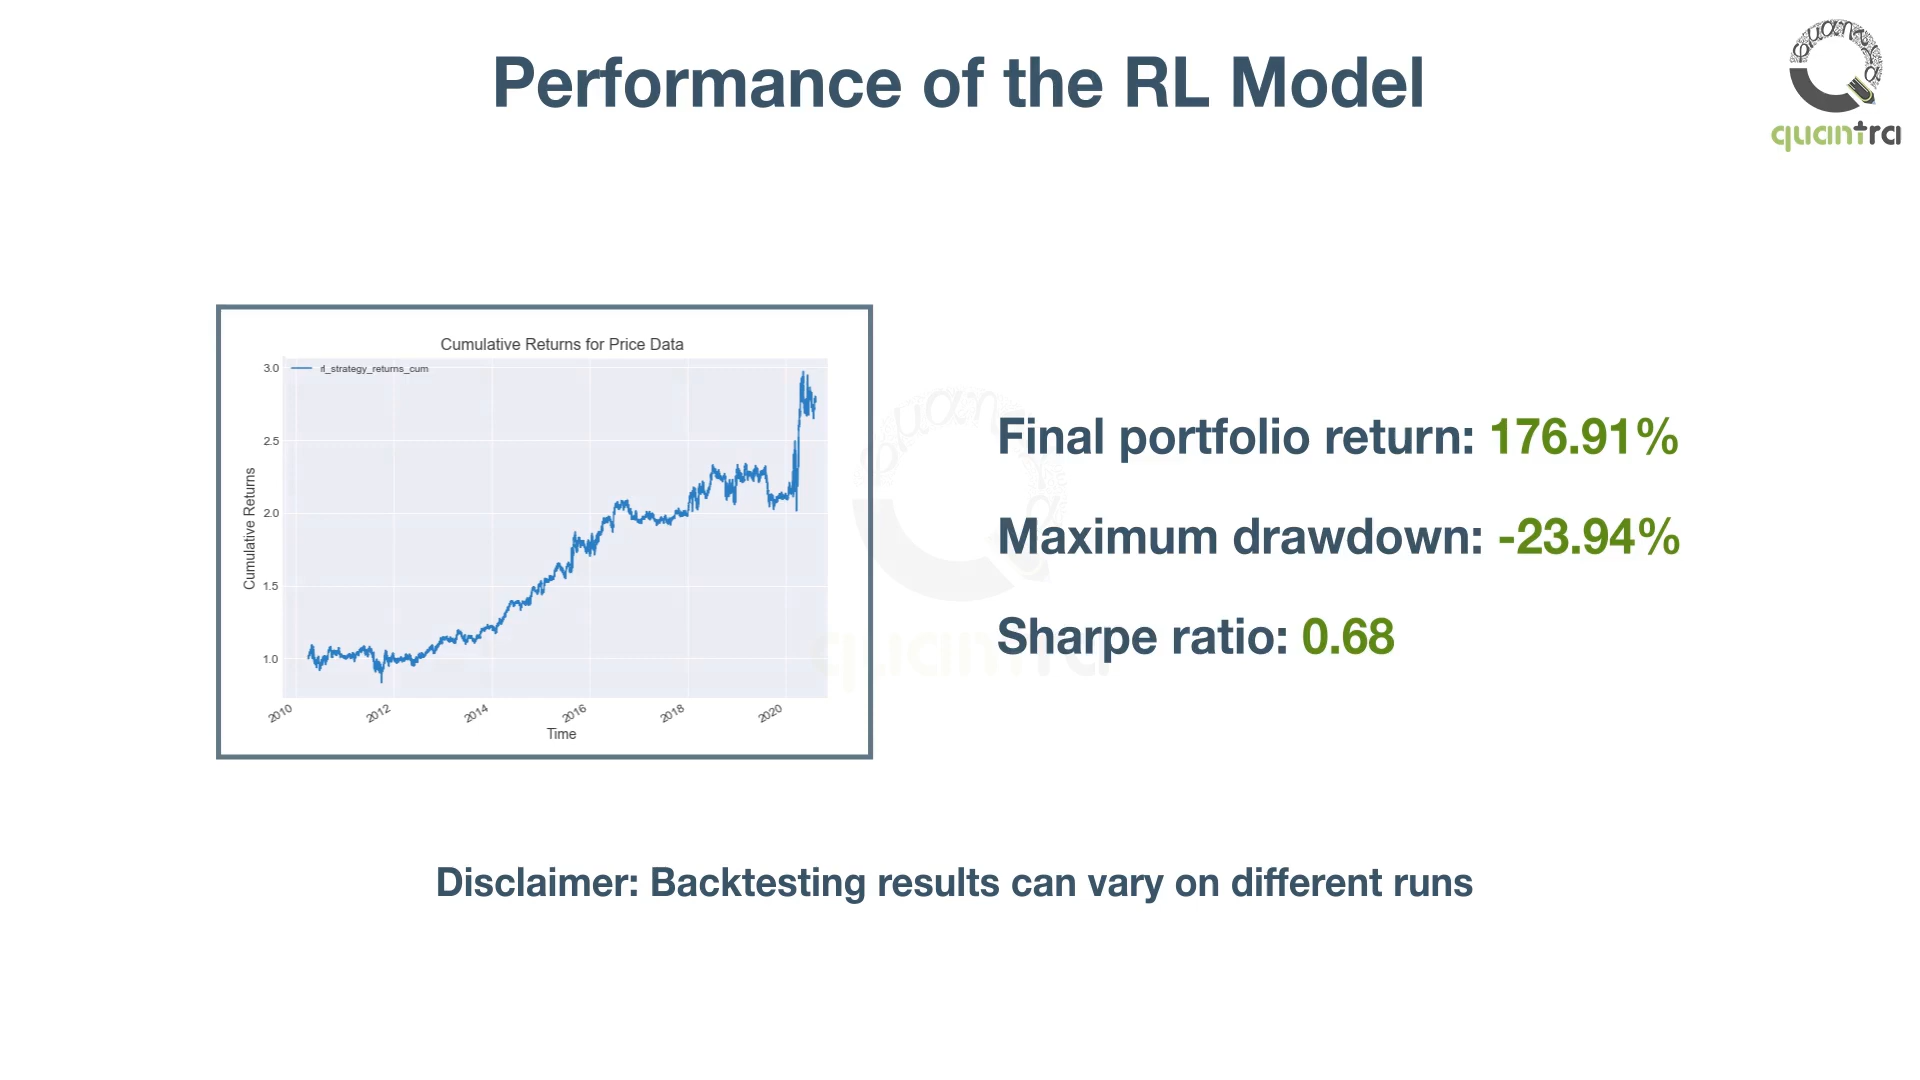 Performance of the RL Model
quantra
Cumulative Returns for Price Data
rl_strategy_returns_cum
Cumulative Returns
3.0
2.5
2.0
1.5
1.0
2010
2012
2014
2016
2018
2020
Time
Final portfolio return: 176.91%
Maximum drawdown: -23.94%
Sharpe ratio: 0.68
quantra
Disclaimer: Backtesting results can vary on different runs